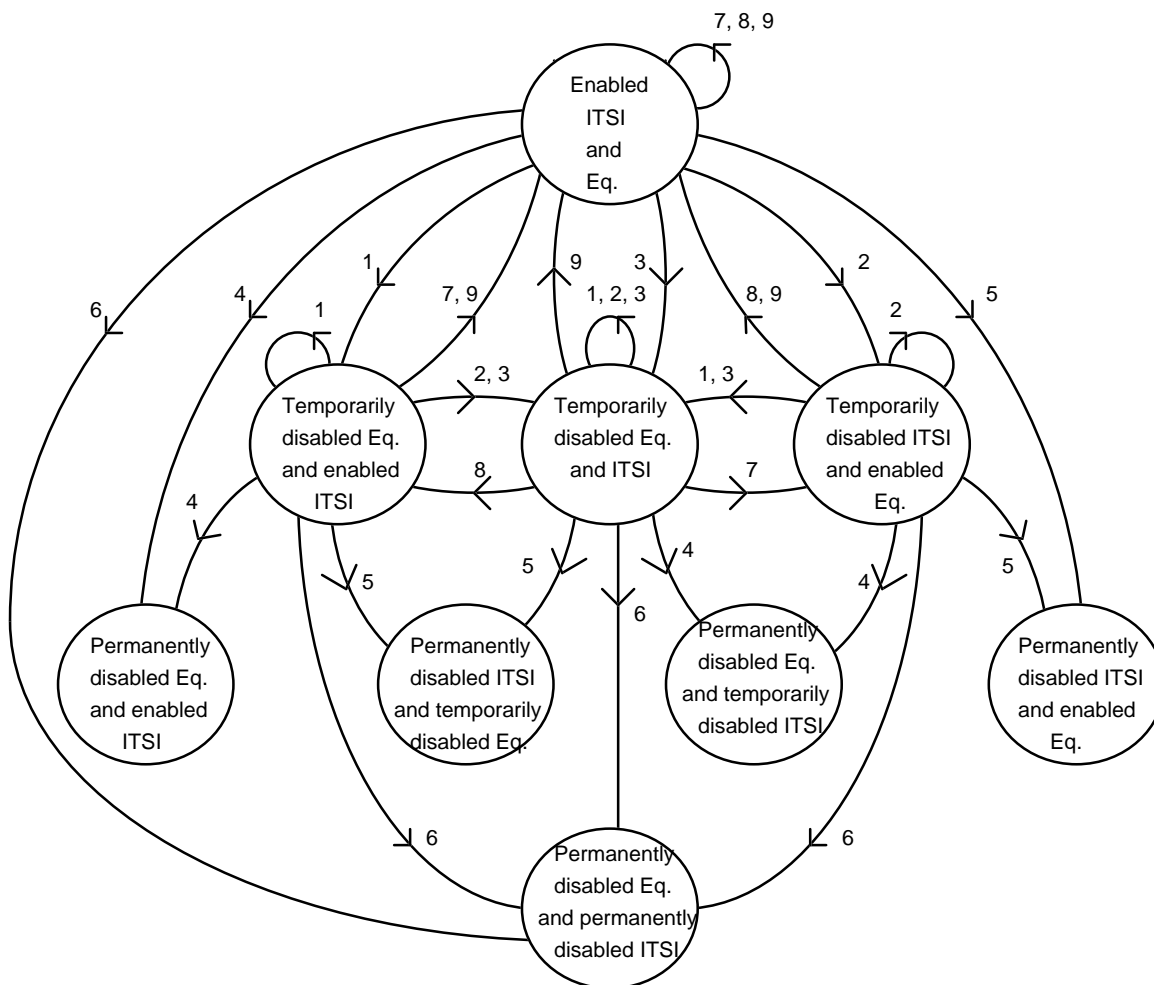 7, 8, 9
Enabled
ITSI
and
Eq.
6
4
1
7, 9
9
3
8, 9
2
5
1
1, 2, 3
2
2, 3
1, 3
Temporarily
disabled Eq.
and enabled
ITSI
Temporarily
disabled Eq.
and ITSI
Temporarily
disabled ITSI
and enabled
Eq.
8
7
4
5
5
6
4
4
5
Permanently
disabled Eq.
and enabled
ITSI
Permanently
disabled ITSI
and temporarily
disabled Eq.
Permanently
disabled Eq.
and temporarily
disabled ITSI
Permanently
disabled ITSI
and enabled
Eq.
6
6
Permanently
disabled Eq.
and permanently
disabled ITSI